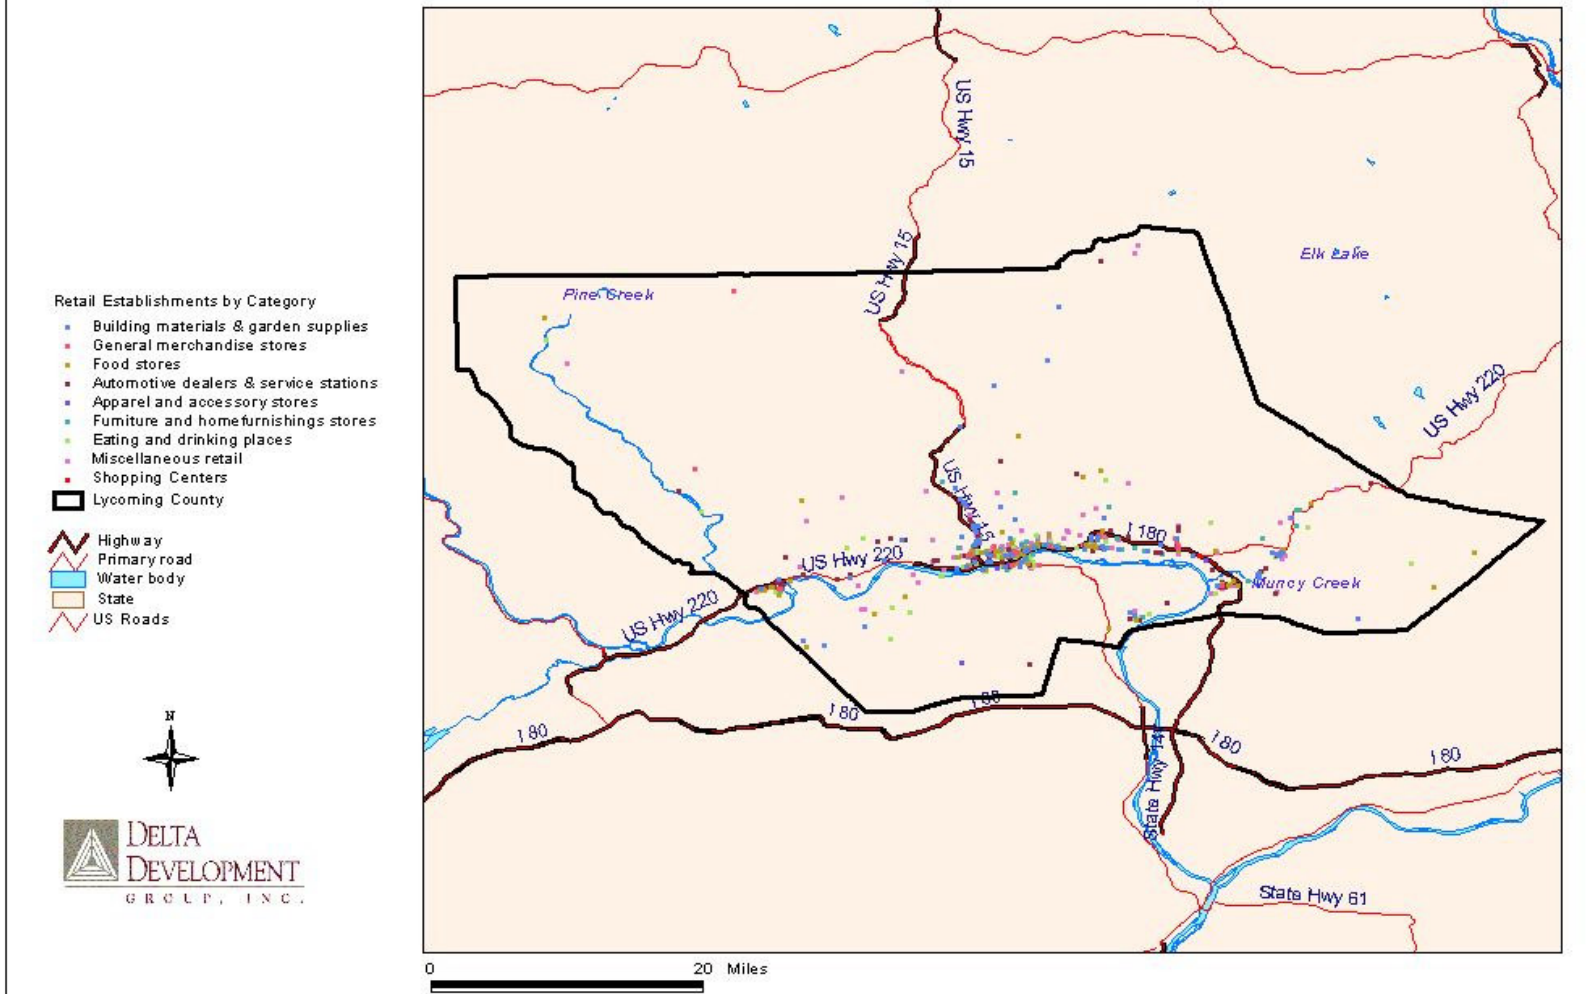 Retail Establishments by Category
Building materials & garden supplies
General merchandise stores
Food stores
Automotive dealers & service stations
Apparel and accessory stores
Furniture and homefurnishings stores
Eating and drinking places
Miscellaneous retail
Shopping Centers
Lycoming County
Highway
Primary road
Water body
State
US Roads
N
DELTA
DEVELOPMENT
GROUP, INC.
US Hwy 15
US Hwy 15
Elk Lake
Pine Creek
US Hwy 220
US Hwy 15
I 180
US Hwy 220
Muncy Creek
US Hwy 220
I 80
I 80
I 80
I 80
I 80
State Hwy 147
State Hwy 61
0 20 Miles